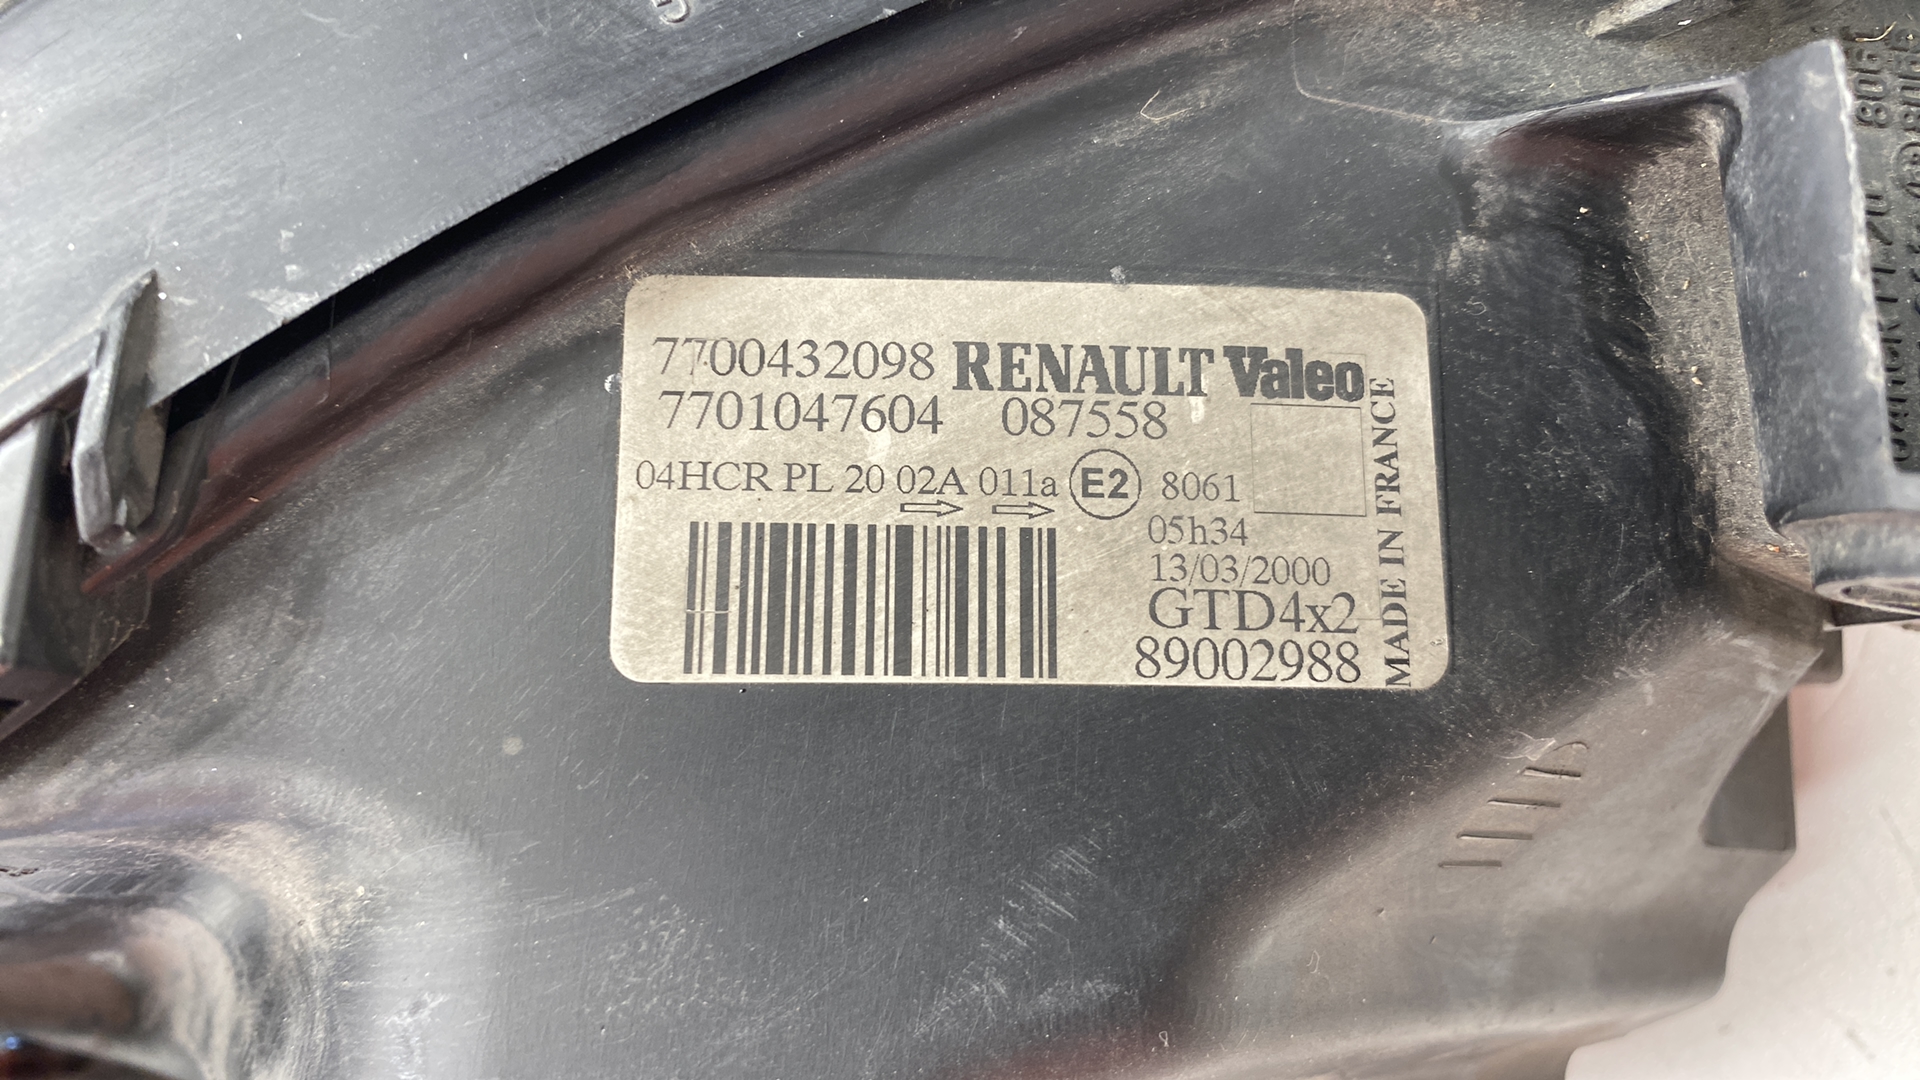 7700432098 RENAULT Valeo
7701047604 087558
04HCR PL 20 02A 011a E2 8061
05h34
13/03/2000
GTD4x2
89002988
MADE IN FRANCE